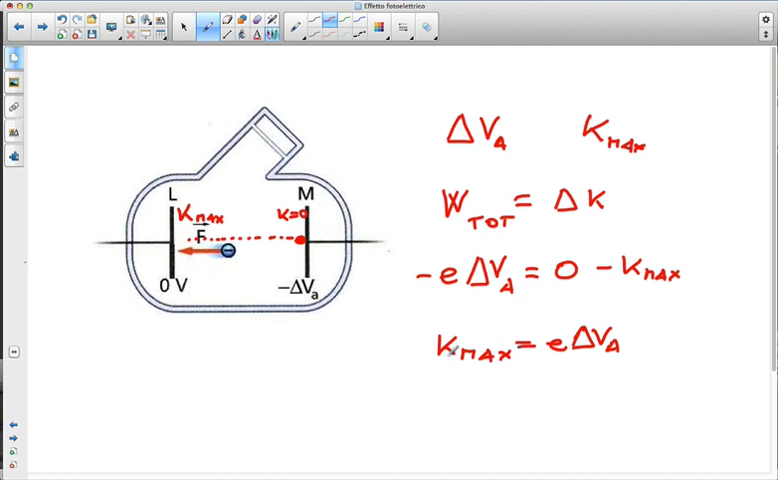 Effetto fotoelettrico
ΔV_A K_MAX
L M
K_MAX K=0
F
W_TOT = ΔK
0 V −ΔV_a
-eΔV_A = 0 - K_MAX
K_MAX = eΔV_A